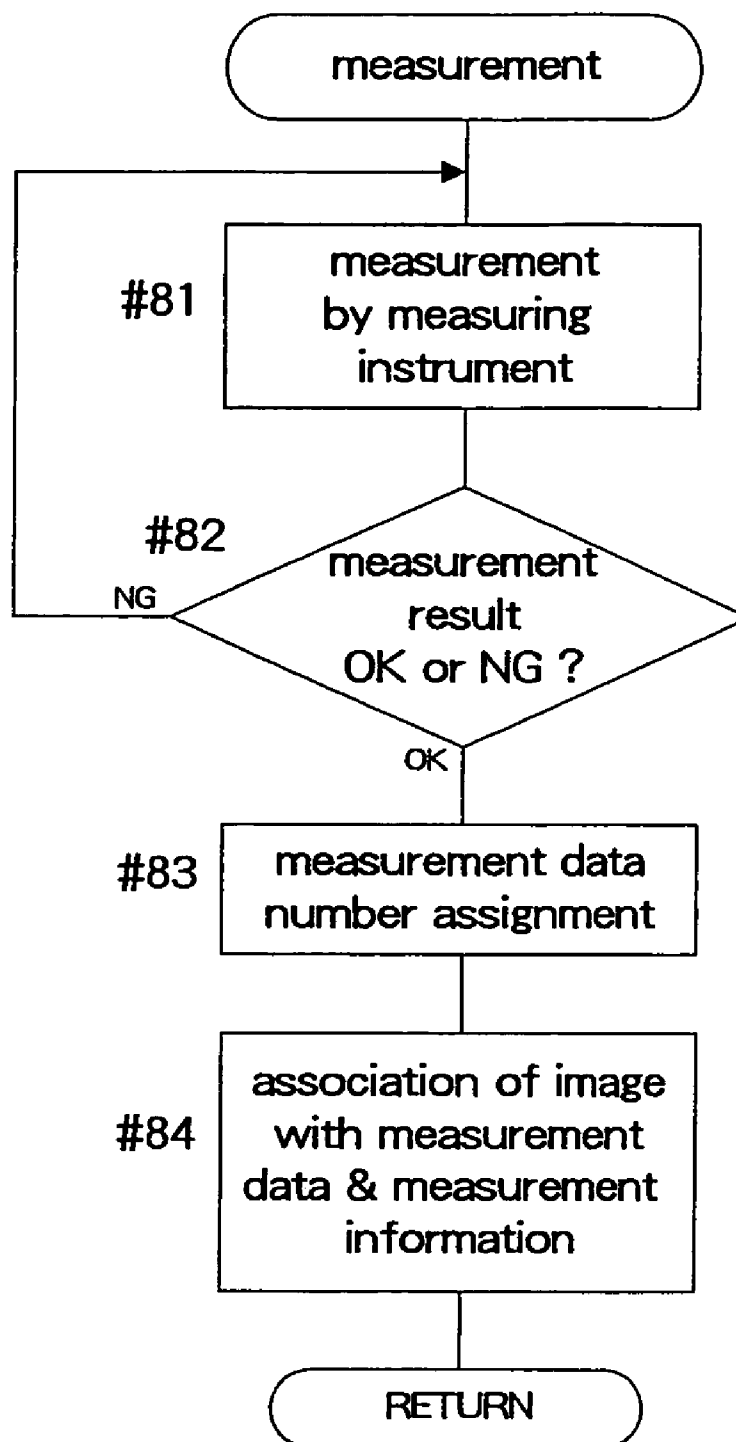 measurement
#81
measurement
by measuring
instrument
#82
measurement
result
OK or NG ?
NG
OK
#83
measurement data
number assignment
#84
association of image
with measurement
data & measurement
information
RETURN